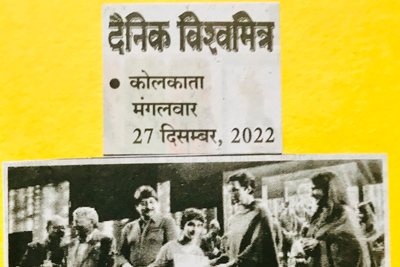 दैनिक विश्वमित्र
• कोलकाता
मंगलवार
27 दिसम्बर, 2022